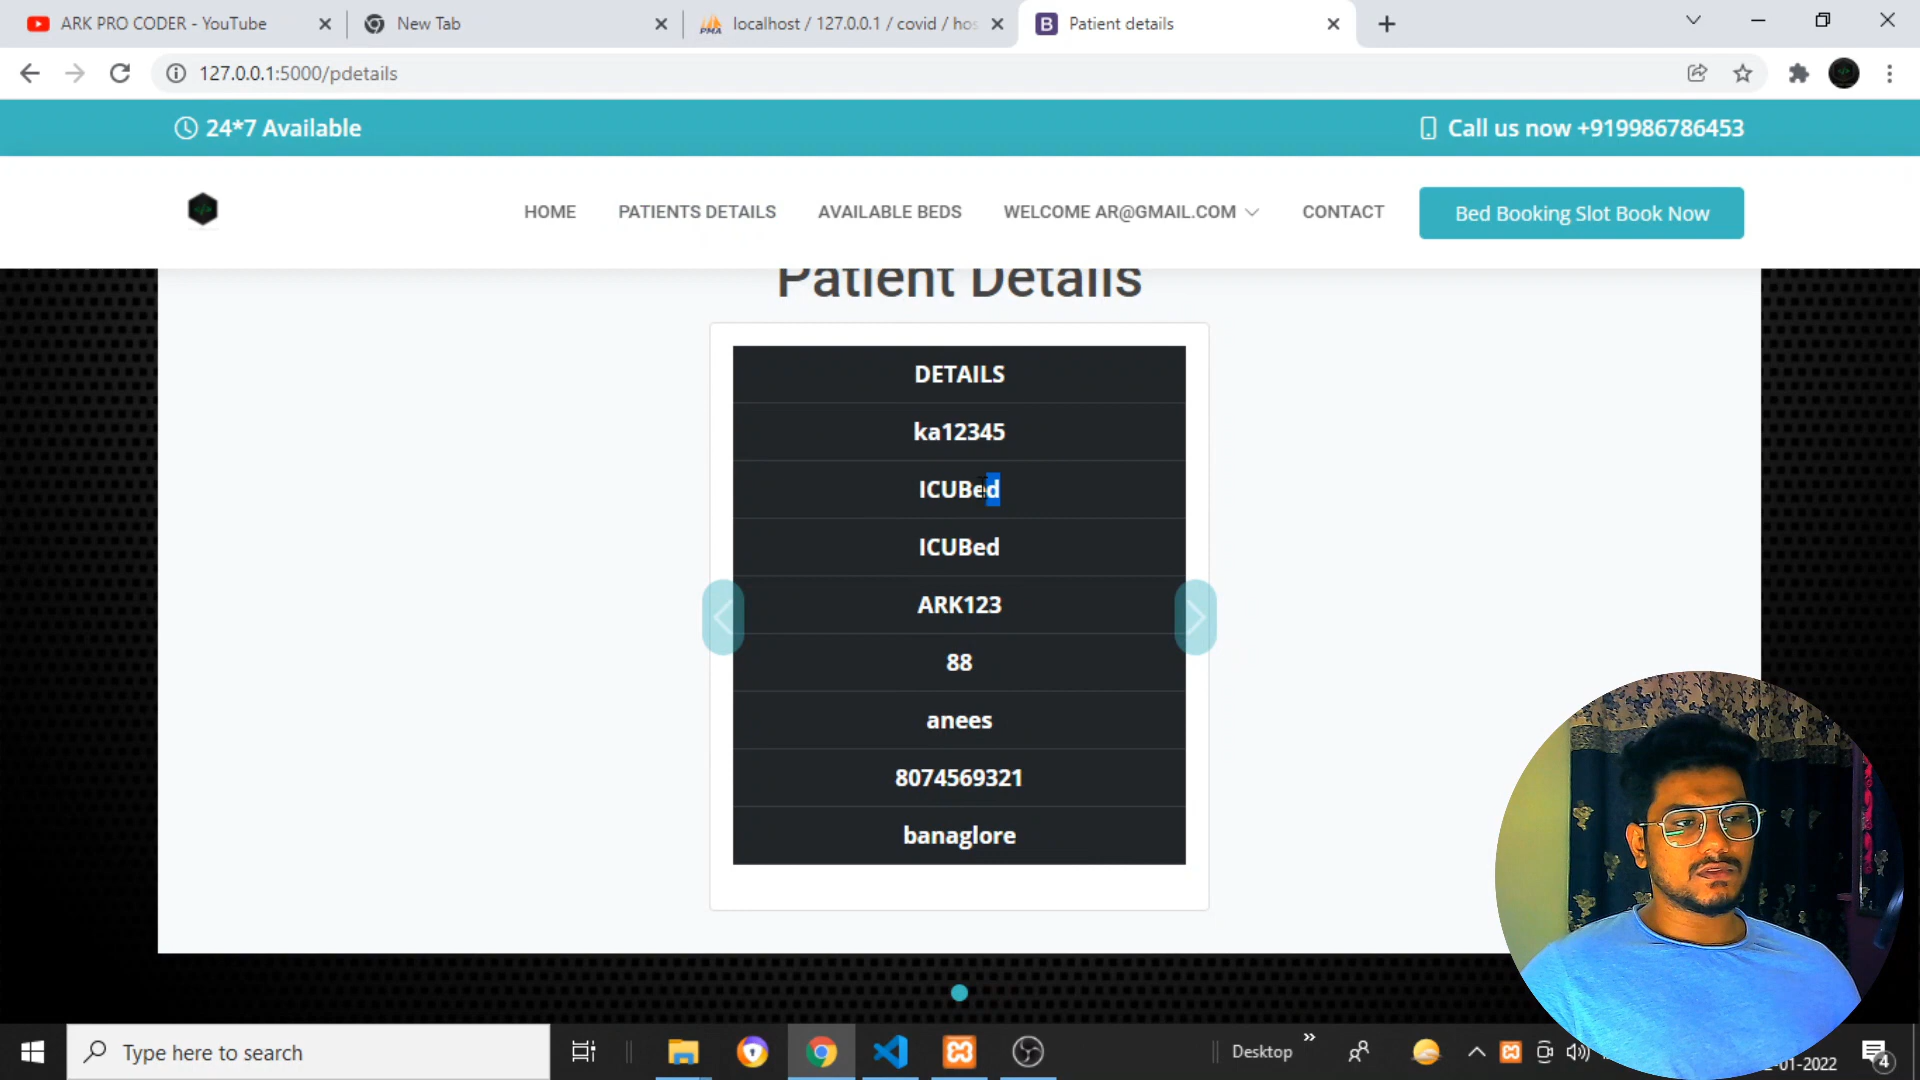 ARK PRO CODER - YouTube
New Tab
localhost / 127.0.0.1 / covid / hos
Patient details
127.0.0.1:5000/pdetails
24*7 Available
Call us now +919986786453
HOME
PATIENTS DETAILS
AVAILABLE BEDS
WELCOME AR@GMAIL.COM
CONTACT
Bed Booking Slot Book Now
Patient Details
DETAILS
ka12345
ICUBed
ICUBed
ARK123
88
anees
8074569321
banaglore
Type here to search
Desktop
-01-2022
4